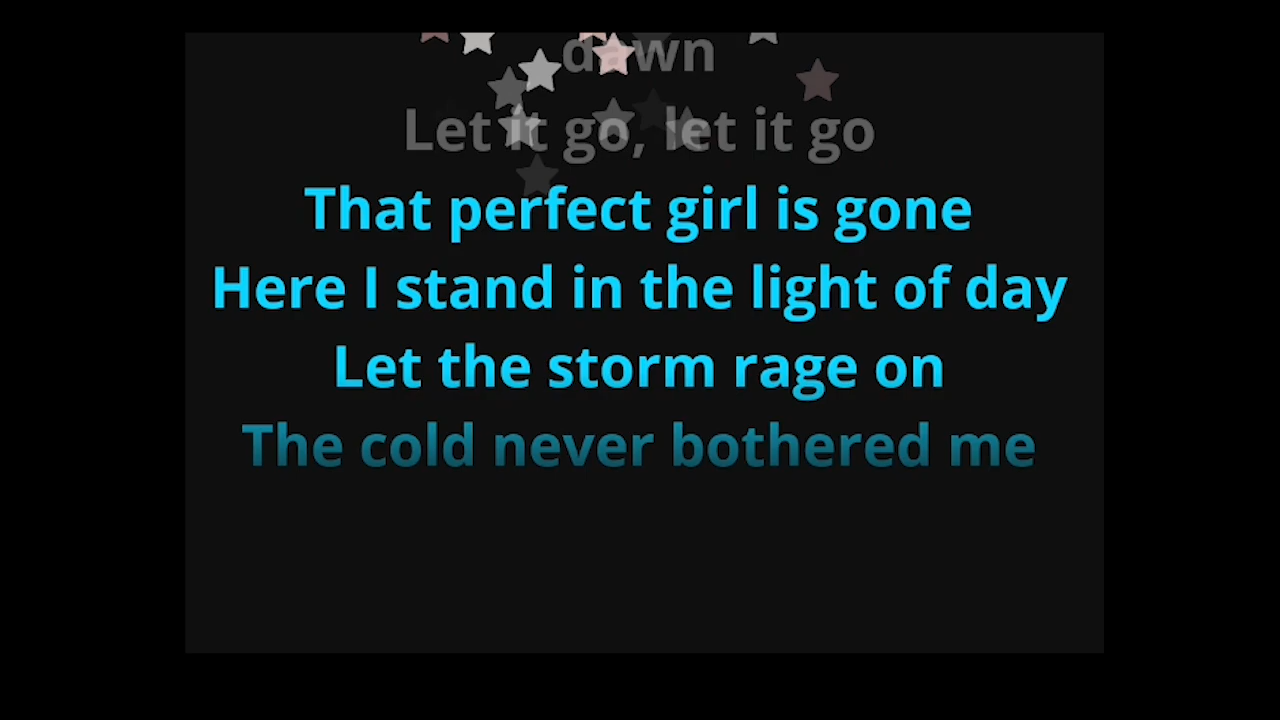 dawn
Let it go, let it go
That perfect girl is gone
Here I stand in the light of day
Let the storm rage on
The cold never bothered me